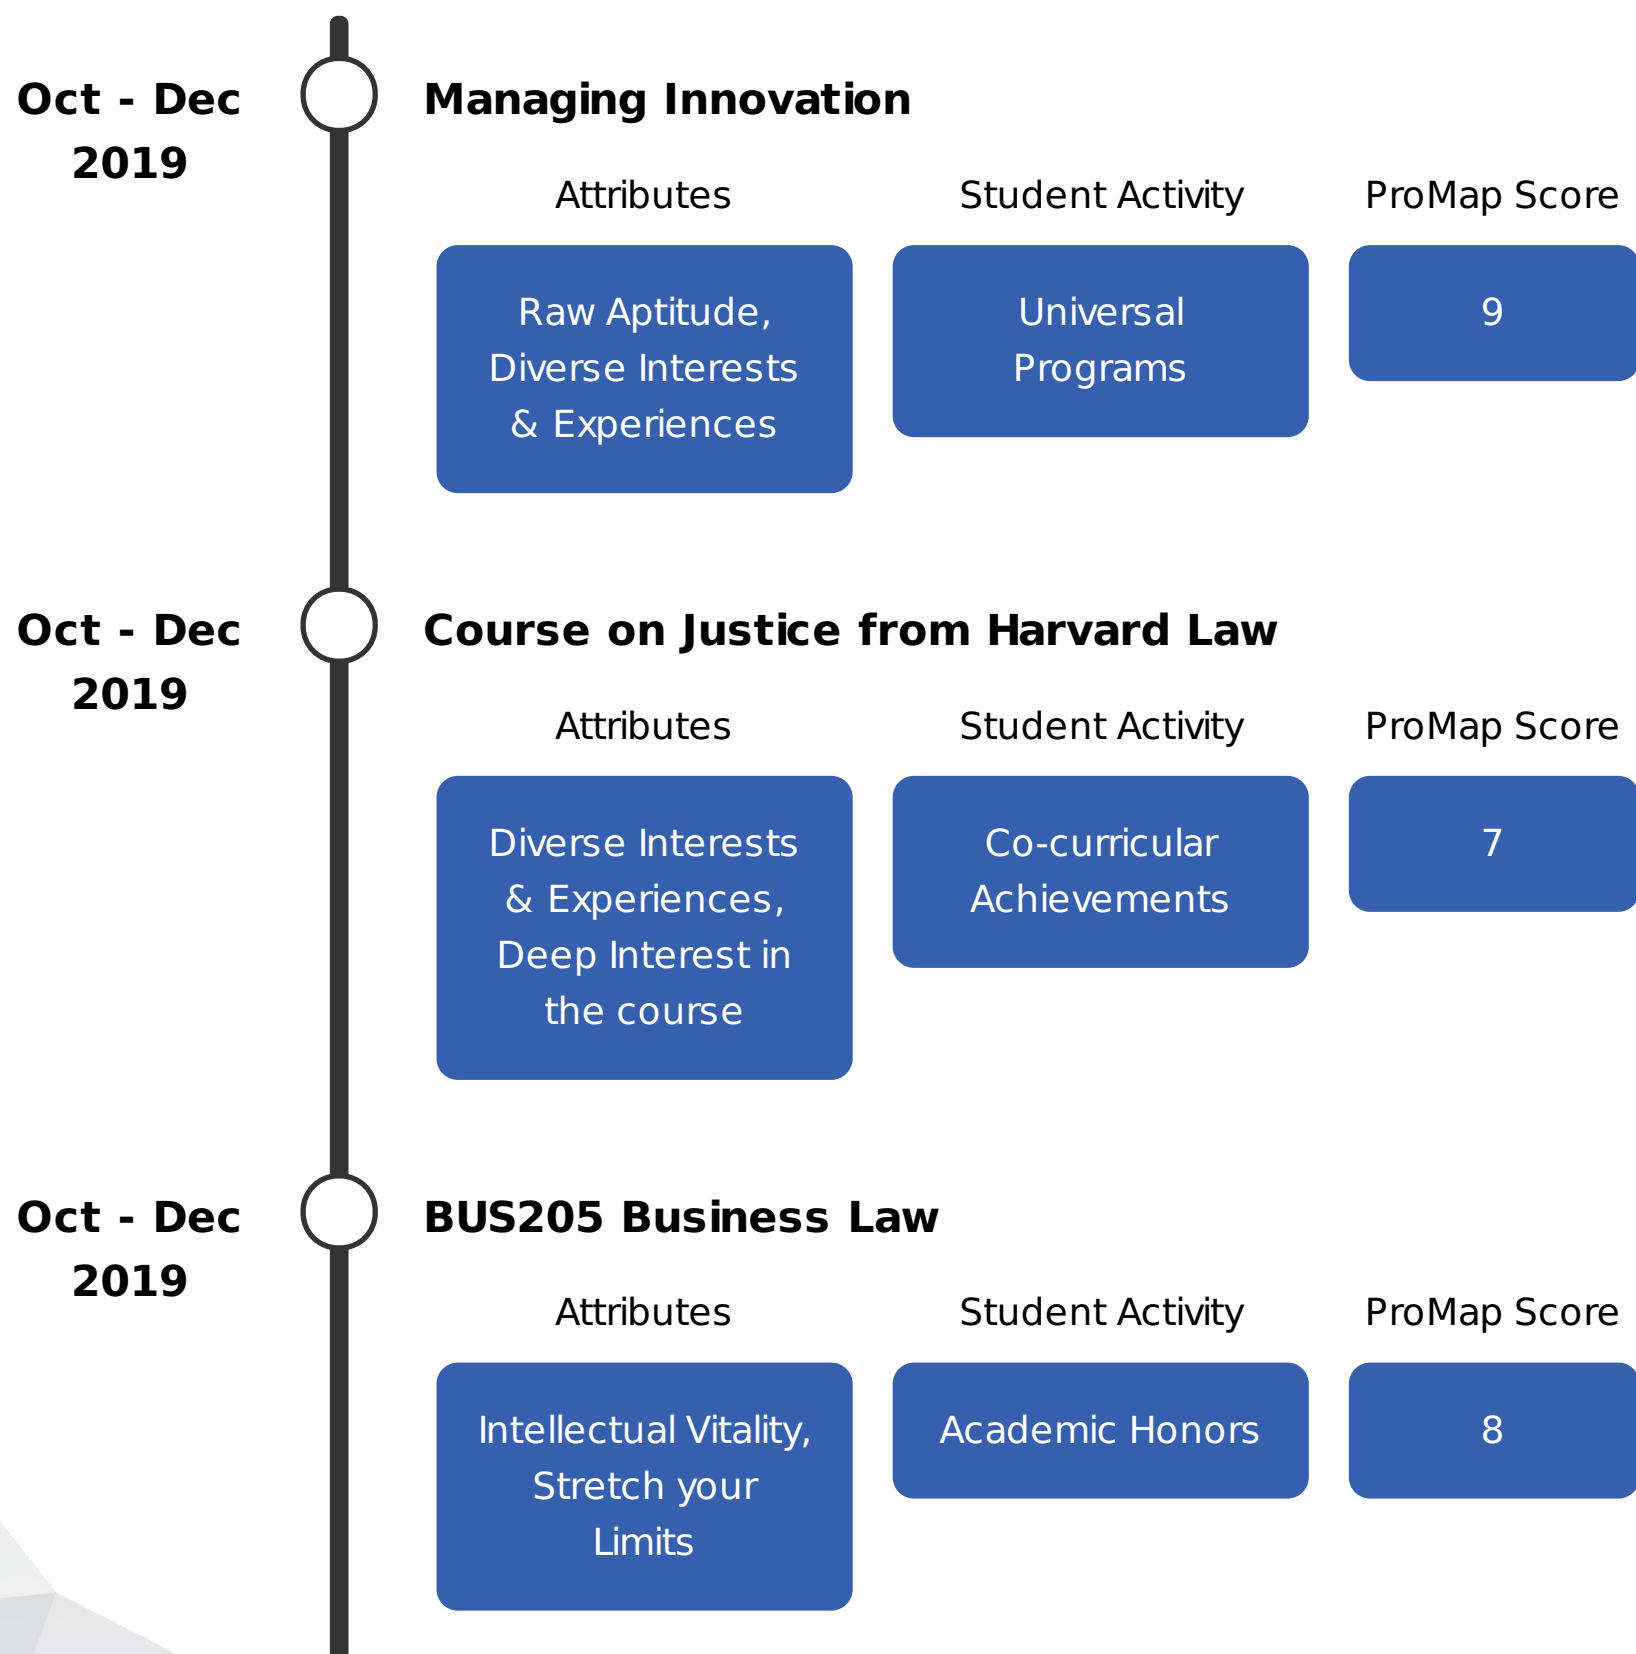 Oct - Dec
2019
Managing Innovation
Attributes
Student Activity
ProMap Score
Raw Aptitude,
Diverse Interests
& Experiences
Universal
Programs
9
Oct - Dec
2019
Course on Justice from Harvard Law
Attributes
Student Activity
ProMap Score
Diverse Interests
& Experiences,
Deep Interest in
the course
Co-curricular
Achievements
7
Oct - Dec
2019
BUS205 Business Law
Attributes
Student Activity
ProMap Score
Intellectual Vitality,
Stretch your
Limits
Academic Honors
8